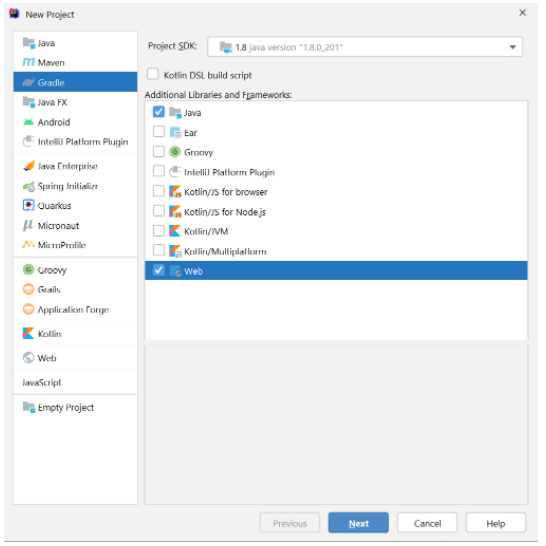 New Project
Java
Maven
Gradle
Java FX
Android
IntelliJ Platform Plugin
Java Enterprise
Spring Initializr
Quarkus
Micronaut
MicroProfile
Groovy
Grails
Application Forge
Kotlin
Web
JavaScript
Empty Project
Project SDK: 1.8 java version "1.8.0_201"
Kotlin DSL build script
Additional Libraries and Frameworks:
Java
Ear
Groovy
IntelliJ Platform Plugin
Kotlin/JS for browser
Kotlin/JS for Node.js
Kotlin/JVM
Kotlin/Multiplatform
Web
Previous Next Cancel Help